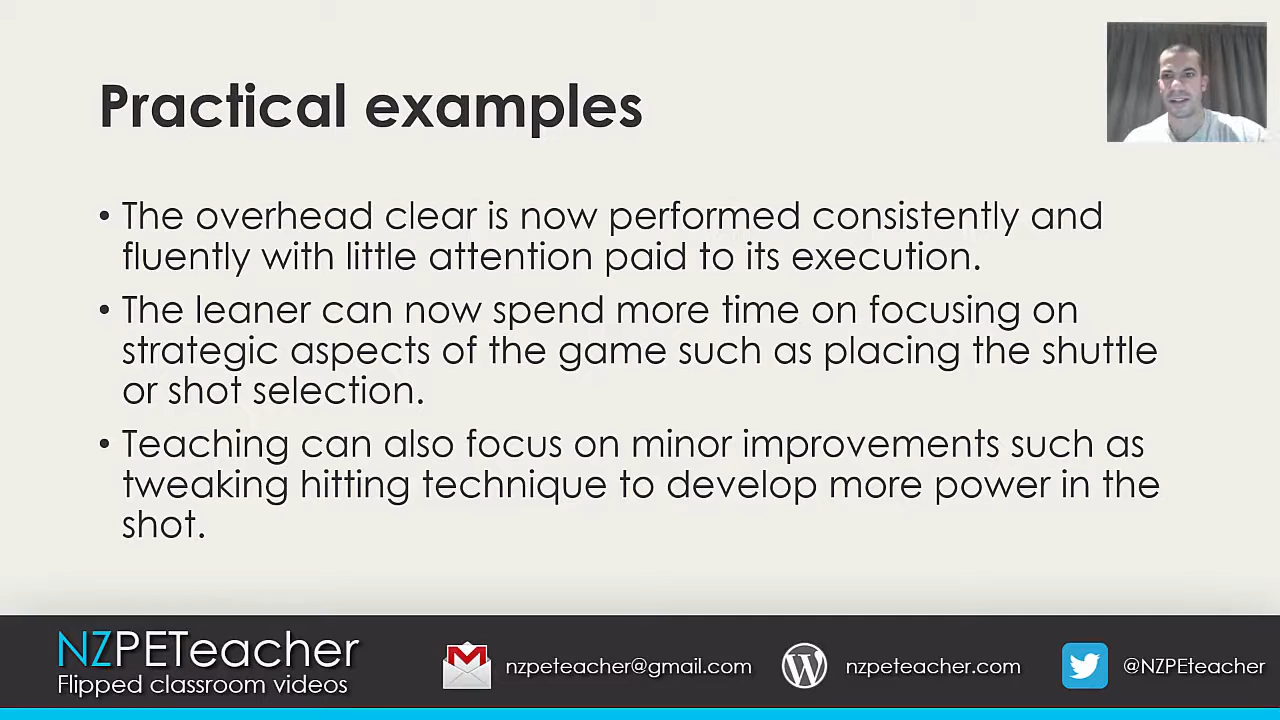 Practical examples
• The overhead clear is now performed consistently and
fluently with little attention paid to its execution.
• The leaner can now spend more time on focusing on
strategic aspects of the game such as placing the shuttle
or shot selection.
• Teaching can also focus on minor improvements such as
tweaking hitting technique to develop more power in the
shot.
NZPETeacher
Flipped classroom videos
nzpeteacher@gmail.com
nzpeteacher.com
@NZPEteacher